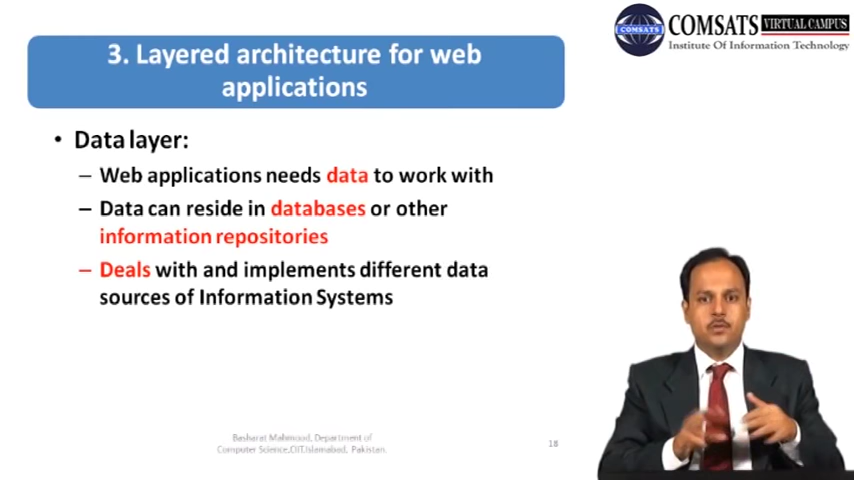 COMSATS VIRTUAL CAMPUS
Institute Of Information Technology
COMSATS
3. Layered architecture for web
applications
• Data layer:
– Web applications needs data to work with
– Data can reside in databases or other
information repositories
– Deals with and implements different data
sources of Information Systems
Basharat Mahmood, Department of
Computer Science,CIIT,Islamabad, Pakistan.
18